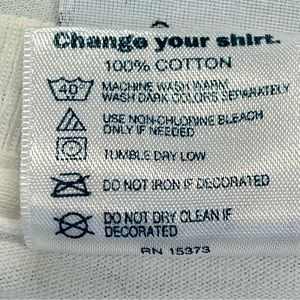 Change your shirt.
100% COTTON
40° MACHINE WASH WARM
WASH DARK COLORS SEPARATELY
USE NON-CHLORINE BLEACH
ONLY IF NEEDED
TUMBLE DRY LOW
DO NOT IRON IF DECORATED
DO NOT DRY CLEAN IF
DECORATED
RN 15373